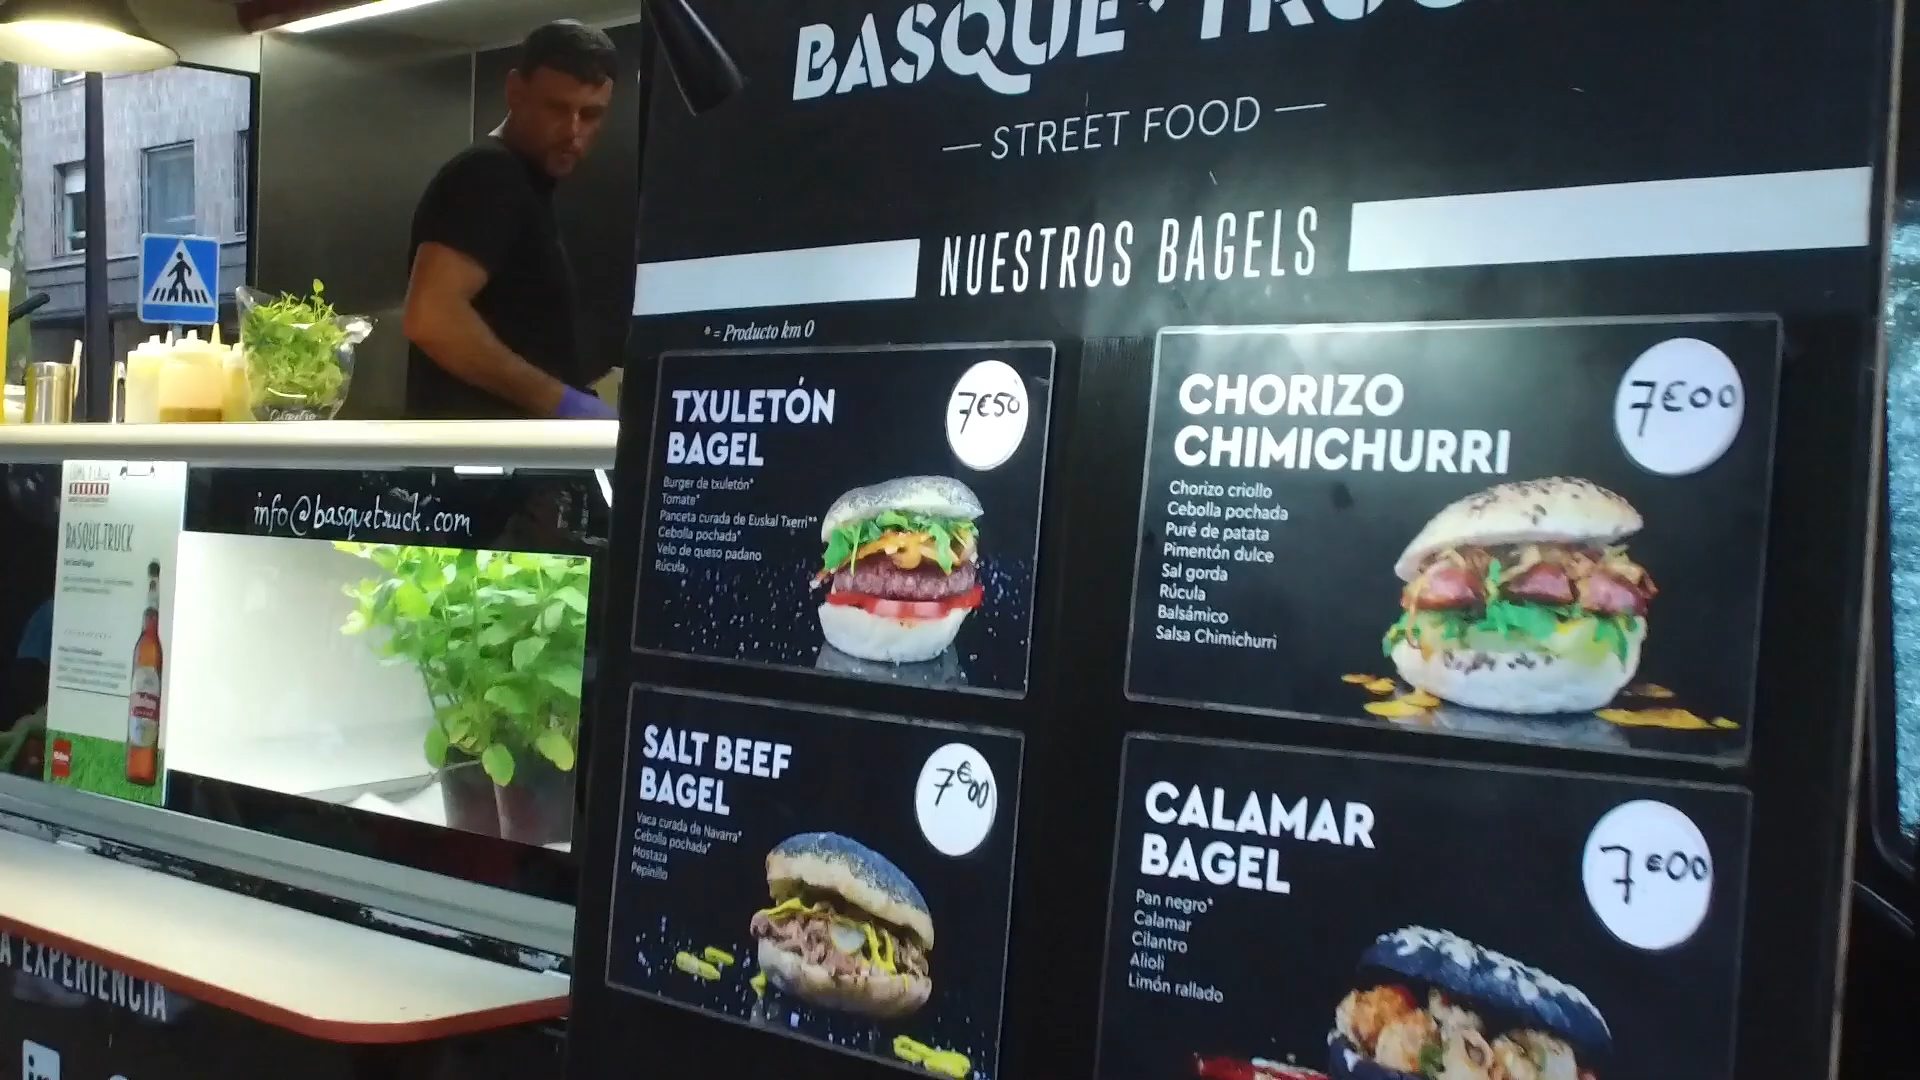 BASQUE·TRUCK
— STREET FOOD —
NUESTROS BAGELS
* = Producto km 0
TXULETÓN
BAGEL
7€50
Burger de txuletón*
Tomate*
Panceta curada de Euskal Txerri**
Cebolla pochada*
Velo de queso padano
Rúcula
CHORIZO
CHIMICHURRI
7€00
Chorizo criollo
Cebolla pochada
Puré de patata
Pimentón dulce
Sal gorda
Rúcula
Balsámico
Salsa Chimichurri
SALT BEEF
BAGEL
7€00
Vaca curada de Navarra*
Cebolla pochada*
Mostaza
Pepinillo
CALAMAR
BAGEL
7€00
Pan negro*
Calamar
Cilantro
Alioli
Limón rallado
info@basquetruck.com
BASQUE·TRUCK
A EXPERIENCIA
in